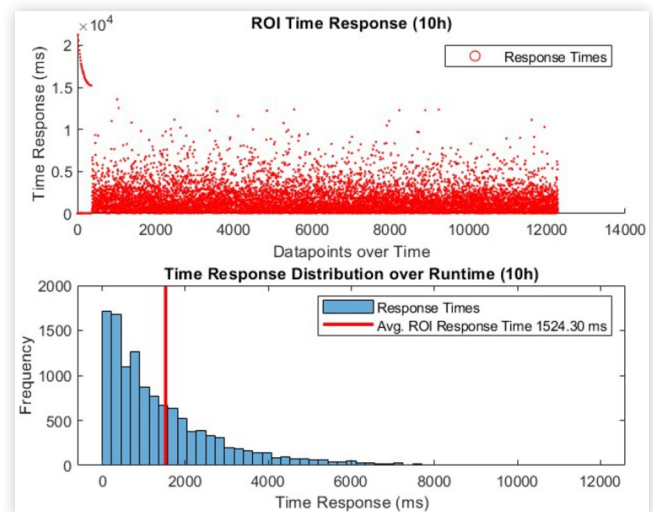 ×10⁴
ROI Time Response (10h)
Response Times
2
1.5
1
0.5
0
Time Response (ms)
0 2000 4000 6000 8000 10000 12000 14000
Datapoints over Time
Time Response Distribution over Runtime (10h)
Response Times
Avg. ROI Response Time 1524.30 ms
2000
1500
1000
500
0
Frequency
0 2000 4000 6000 8000 10000 12000
Time Response (ms)